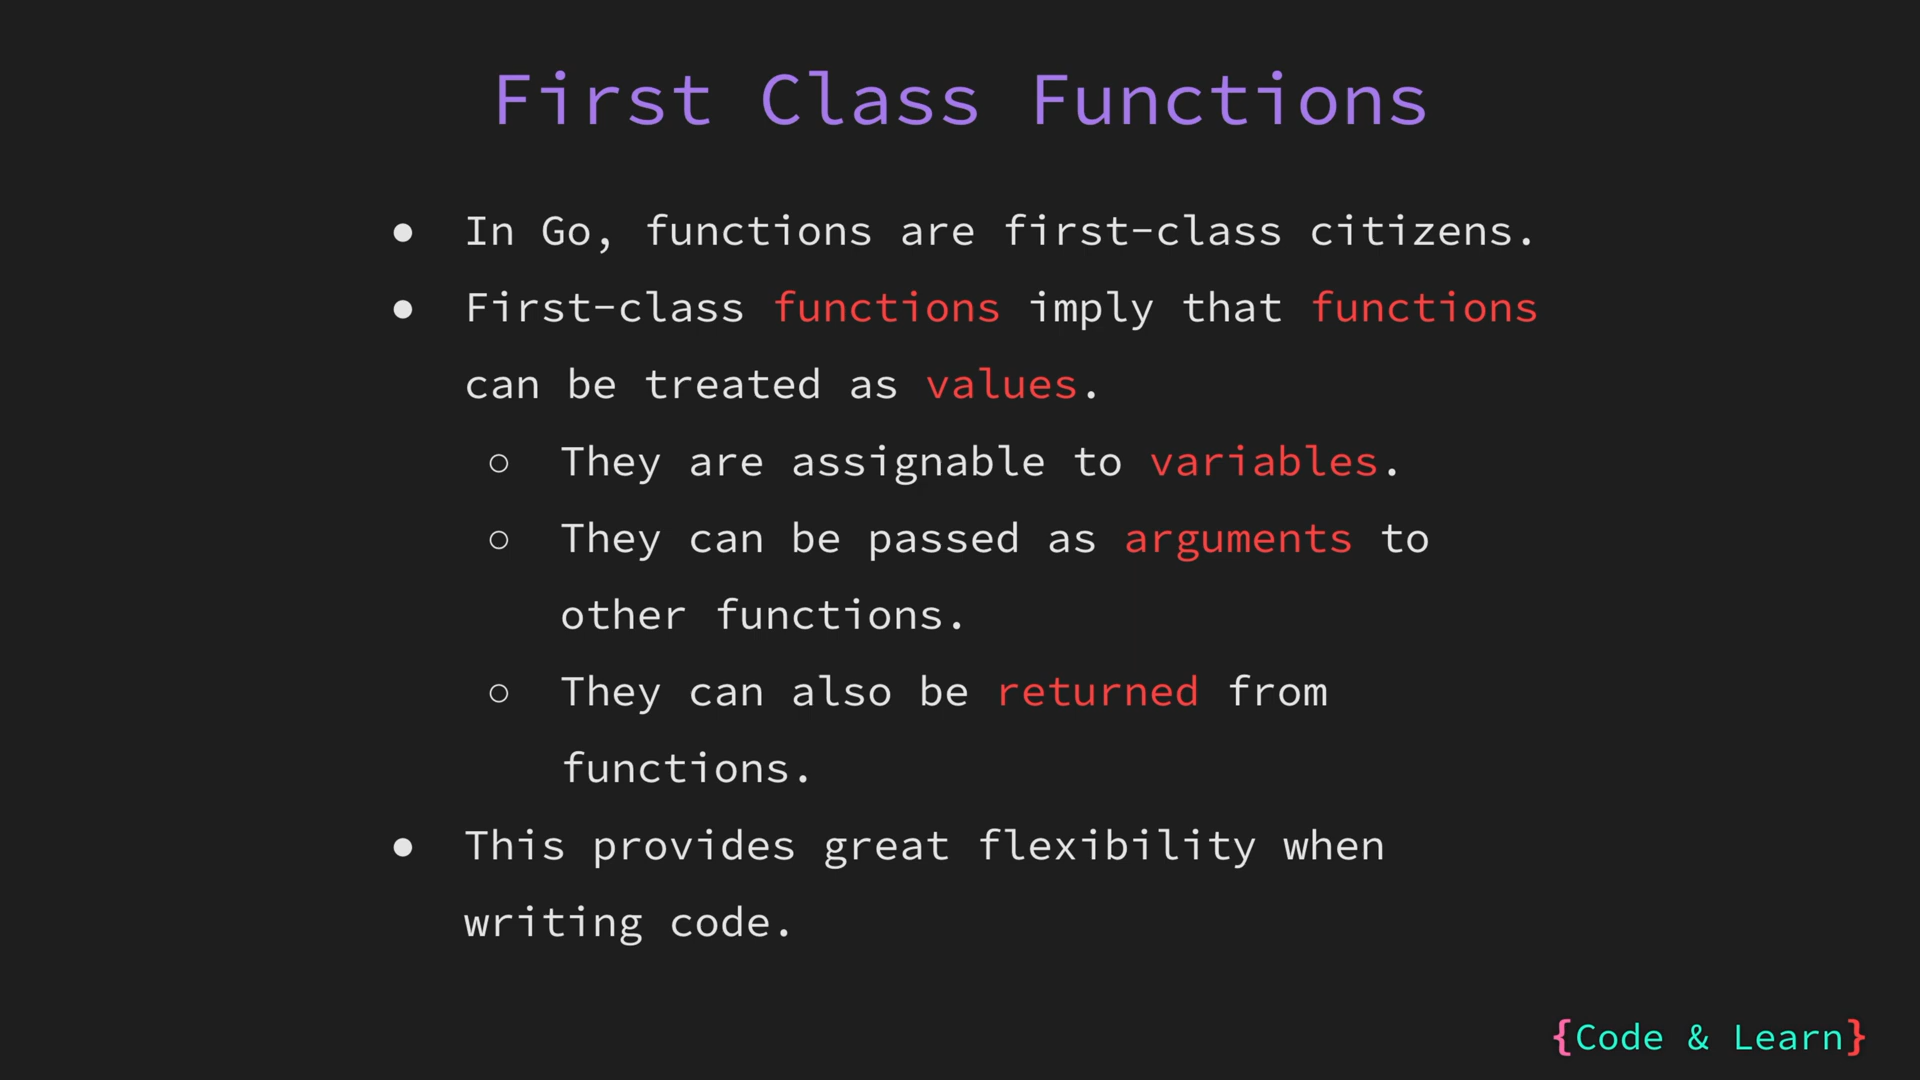 First Class Functions
● In Go, functions are first-class citizens.
● First-class functions imply that functions
can be treated as values.
○ They are assignable to variables.
○ They can be passed as arguments to
other functions.
○ They can also be returned from
functions.
● This provides great flexibility when
writing code.
{Code & Learn}